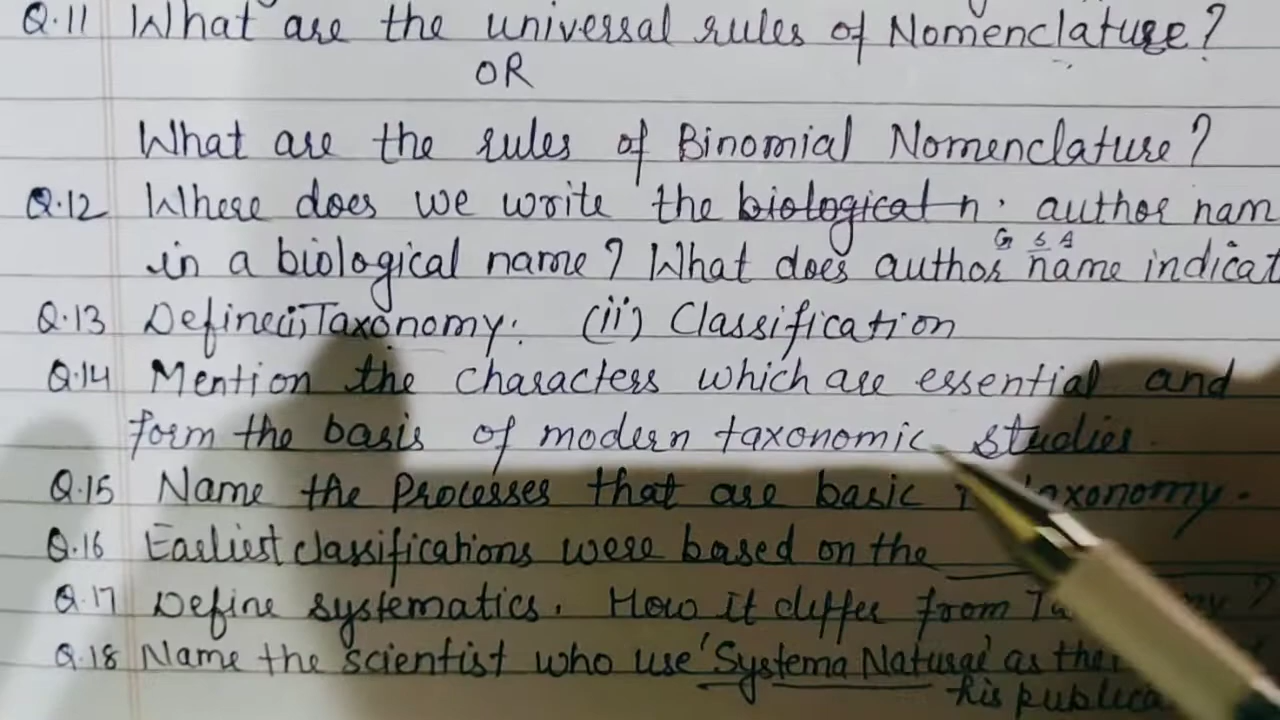 Q.11 What are the universal rules of Nomenclature?
OR
What are the rules of Binomial Nomenclature?
Q.12 Where does we write the biological n. author nam
G S A
in a biological name? What does author name indicat
Q.13 Define (i) Taxonomy. (ii) Classification
Q.14 Mention the characters which are essential and
form the basis of modern taxonomic studies.
Q.15 Name the Processes that are basic taxonomy.
Q.16 Earliest classifications were based on the
Q.17 Define systematics. How it differ from ?
Q.18 Name the scientist who use 'Systema Naturae' as the
his publica